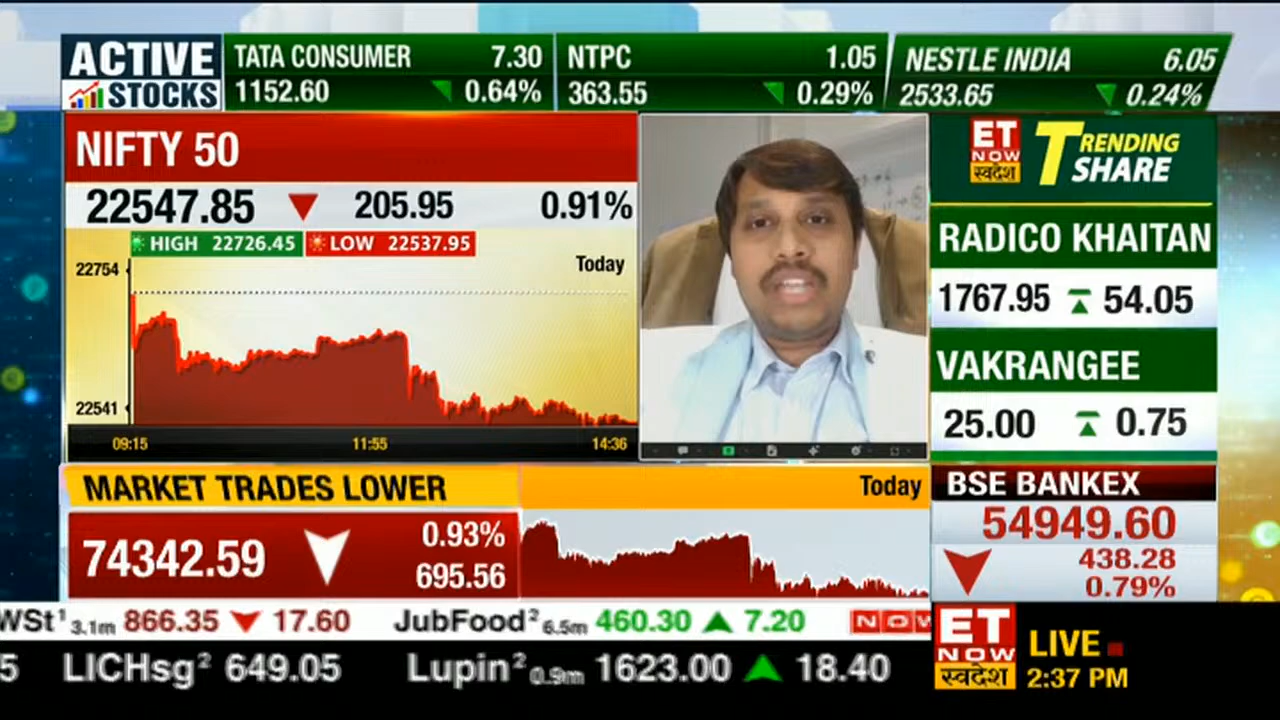 ACTIVE
STOCKS
TATA CONSUMER 7.30
1152.60 0.64%
NTPC 1.05
363.55 0.29%
NESTLE INDIA 6.05
2533.65 0.24%
NIFTY 50
22547.85 205.95 0.91%
HIGH 22726.45 LOW 22537.95
Today
22754
22541
09:15 11:55 14:36
ET
NOW
स्वदेश
TRENDING
SHARE
RADICO KHAITAN
1767.95 54.05
VAKRANGEE
25.00 0.75
MARKET TRADES LOWER
Today
74342.59
0.93%
695.56
BSE BANKEX
54949.60
438.28
0.79%
WSt¹ 3.1m 866.35 17.60 JubFood² 6.5m 460.30 7.20 NOW
5 LICHsg² 649.05 Lupin² 0.9m 1623.00 18.40
ET
NOW
स्वदेश
LIVE
2:37 PM